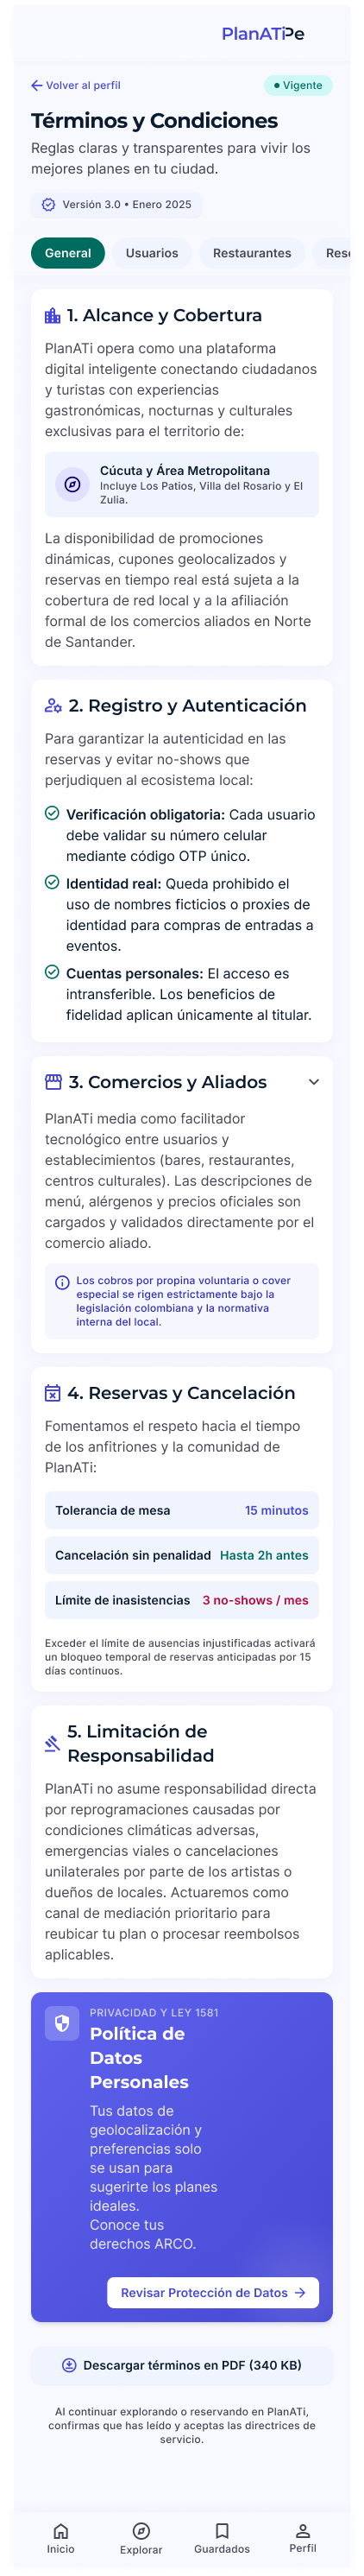 PlanATi
Pe
Volver al perfil
Vigente
Términos y Condiciones
Reglas claras y transparentes para vivir los
mejores planes en tu ciudad.
Versión 3.0 • Enero 2025
General
Usuarios
Restaurantes
Rese
1. Alcance y Cobertura
PlanATi opera como una plataforma
digital inteligente conectando ciudadanos
y turistas con experiencias
gastronómicas, nocturnas y culturales
exclusivas para el territorio de:
Cúcuta y Área Metropolitana
Incluye Los Patios, Villa del Rosario y El
Zulia.
La disponibilidad de promociones
dinámicas, cupones geolocalizados y
reservas en tiempo real está sujeta a la
cobertura de red local y a la afiliación
formal de los comercios aliados en Norte
de Santander.
2. Registro y Autenticación
Para garantizar la autenticidad en las
reservas y evitar no-shows que
perjudiquen al ecosistema local:
Verificación obligatoria: Cada usuario
debe validar su número celular
mediante código OTP único.
Identidad real: Queda prohibido el
uso de nombres ficticios o proxies de
identidad para compras de entradas a
eventos.
Cuentas personales: El acceso es
intransferible. Los beneficios de
fidelidad aplican únicamente al titular.
3. Comercios y Aliados
PlanATi media como facilitador
tecnológico entre usuarios y
establecimientos (bares, restaurantes,
centros culturales). Las descripciones de
menú, alérgenos y precios oficiales son
cargados y validados directamente por el
comercio aliado.
Los cobros por propina voluntaria o cover
especial se rigen estrictamente bajo la
legislación colombiana y la normativa
interna del local.
4. Reservas y Cancelación
Fomentamos el respeto hacia el tiempo
de los anfitriones y la comunidad de
PlanATi:
Tolerancia de mesa 15 minutos
Cancelación sin penalidad Hasta 2h antes
Límite de inasistencias 3 no-shows / mes
Exceder el límite de ausencias injustificadas activará
un bloqueo temporal de reservas anticipadas por 15
días continuos.
5. Limitación de
Responsabilidad
PlanATi no asume responsabilidad directa
por reprogramaciones causadas por
condiciones climáticas adversas,
emergencias viales o cancelaciones
unilaterales por parte de los artistas o
dueños de locales. Actuaremos como
canal de mediación prioritario para
reubicar tu plan o procesar reembolsos
aplicables.
PRIVACIDAD Y LEY 1581
Política de
Datos
Personales
Tus datos de
geolocalización y
preferencias solo
se usan para
sugerirte los planes
ideales.
Conoce tus
derechos ARCO.
Revisar Protección de Datos
Descargar términos en PDF (340 KB)
Al continuar explorando o reservando en PlanATi,
confirmas que has leído y aceptas las directrices de
servicio.
Inicio
Explorar
Guardados
Perfil